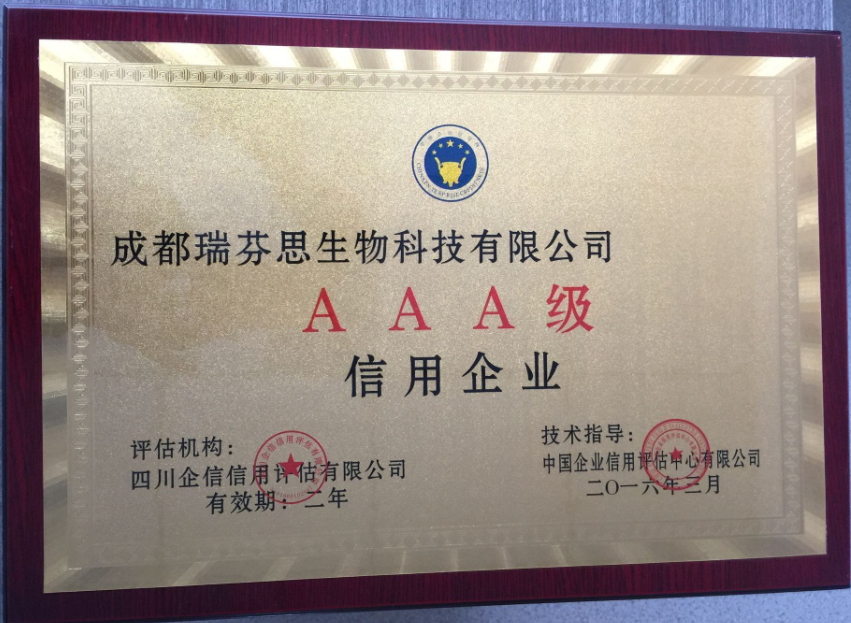 成都瑞芬思生物科技有限公司
AAA级
信用企业
评估机构：
四川企信信用评估有限公司
有效期：二年
技术指导：
中国企业信用评估中心有限公司
二〇一六年三月